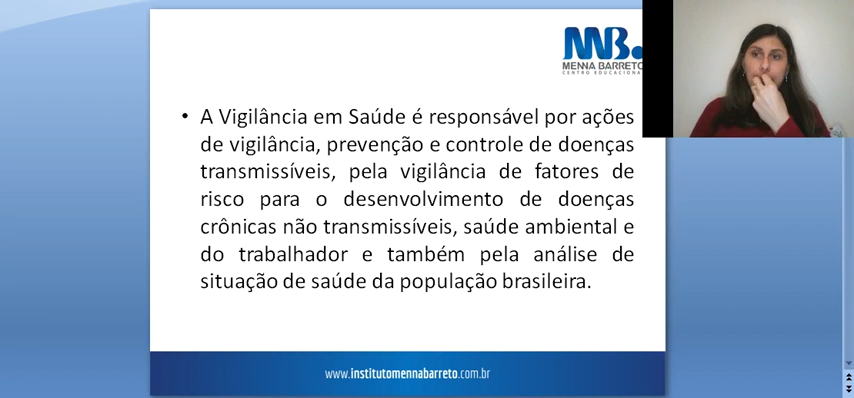 MB.
MENNA BARRETO
CENTRO EDUCACIONA
• A Vigilância em Saúde é responsável por ações
de vigilância, prevenção e controle de doenças
transmissíveis, pela vigilância de fatores de
risco para o desenvolvimento de doenças
crônicas não transmissíveis, saúde ambiental e
do trabalhador e também pela análise de
situação de saúde da população brasileira.
www.institutomennabarreto.com.br